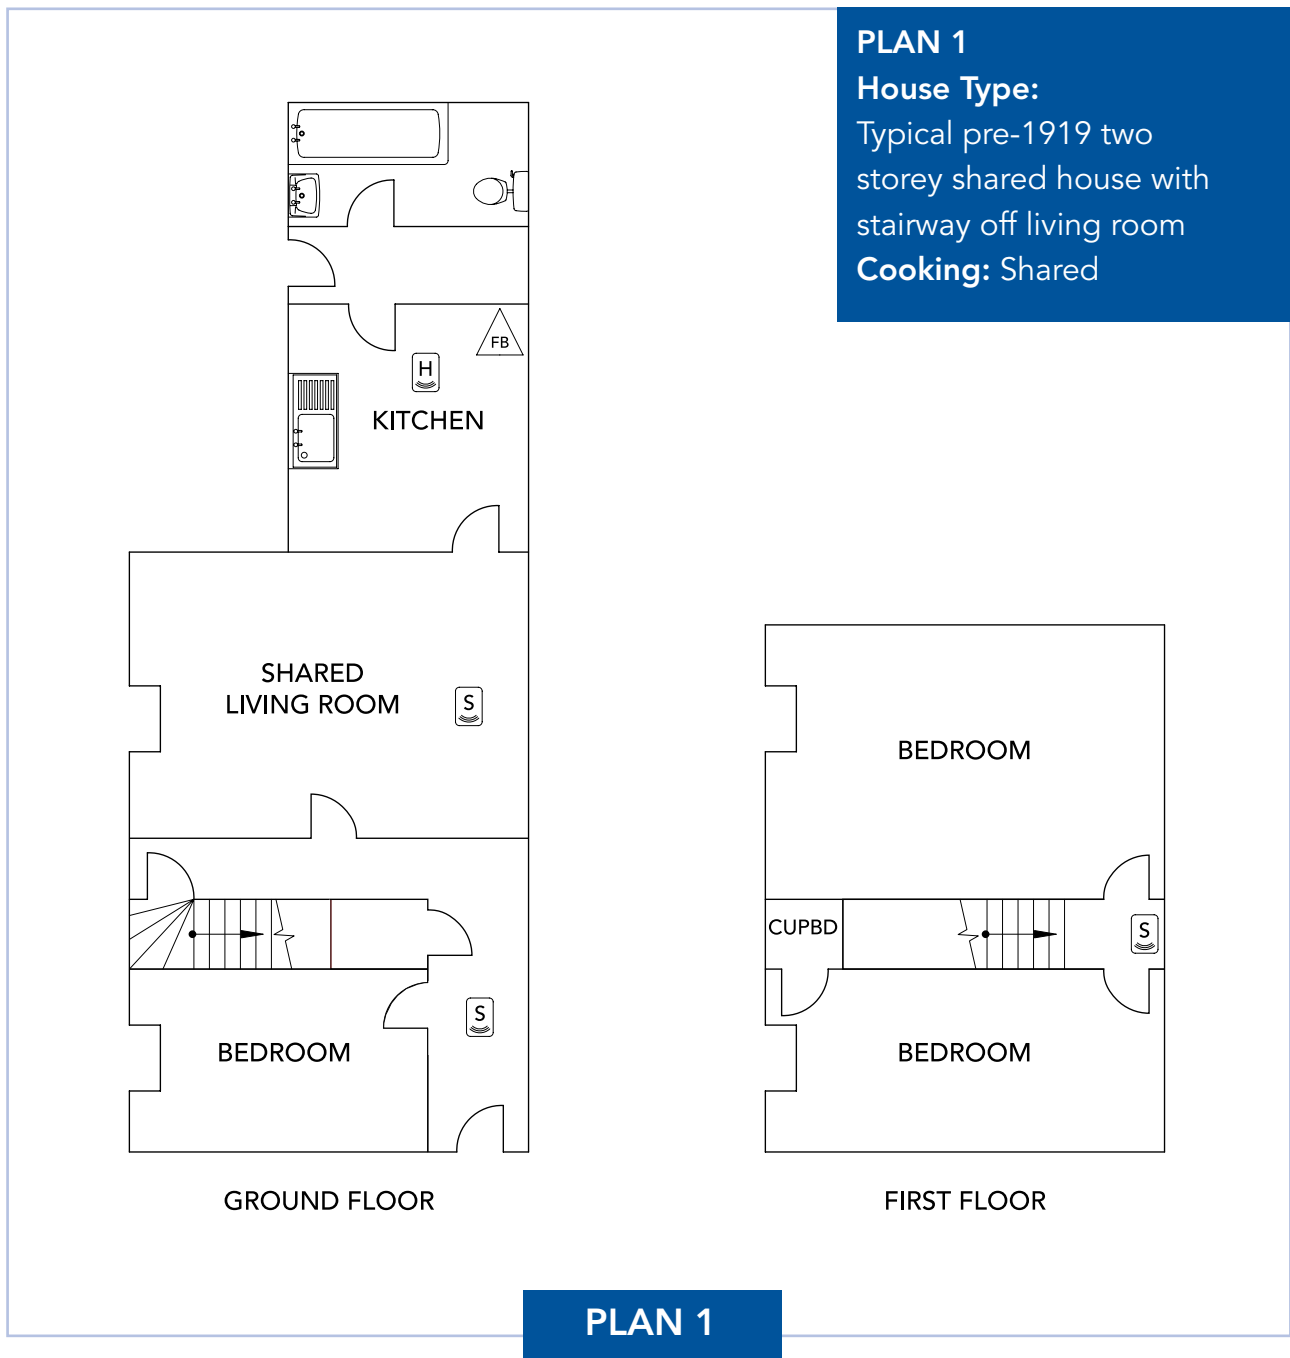 PLAN 1
House Type:
Typical pre-1919 two
storey shared house with
stairway off living room
Cooking: Shared
FB
H
KITCHEN
SHARED
LIVING ROOM
S
BEDROOM
CUPBD
S
S
BEDROOM
BEDROOM
GROUND FLOOR
FIRST FLOOR
PLAN 1